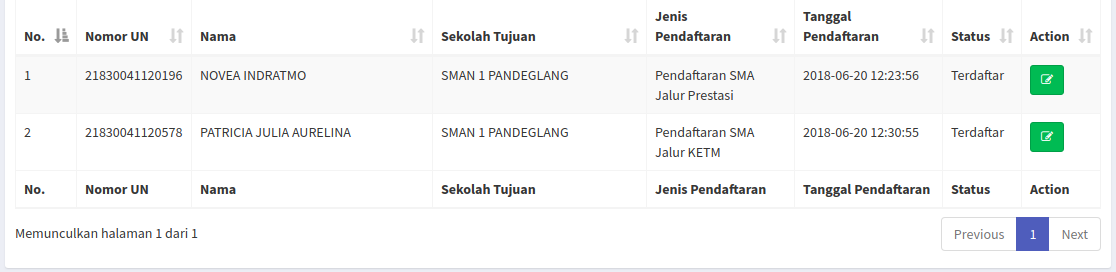 No. Nomor UN Nama Sekolah Tujuan Jenis Pendaftaran Tanggal Pendaftaran Status Action
1 21830041120196 NOVEA INDRATMO SMAN 1 PANDEGLANG Pendaftaran SMA Jalur Prestasi 2018-06-20 12:23:56 Terdaftar
2 21830041120578 PATRICIA JULIA AURELINA SMAN 1 PANDEGLANG Pendaftaran SMA Jalur KETM 2018-06-20 12:30:55 Terdaftar
No. Nomor UN Nama Sekolah Tujuan Jenis Pendaftaran Tanggal Pendaftaran Status Action
Memunculkan halaman 1 dari 1 Previous 1 Next